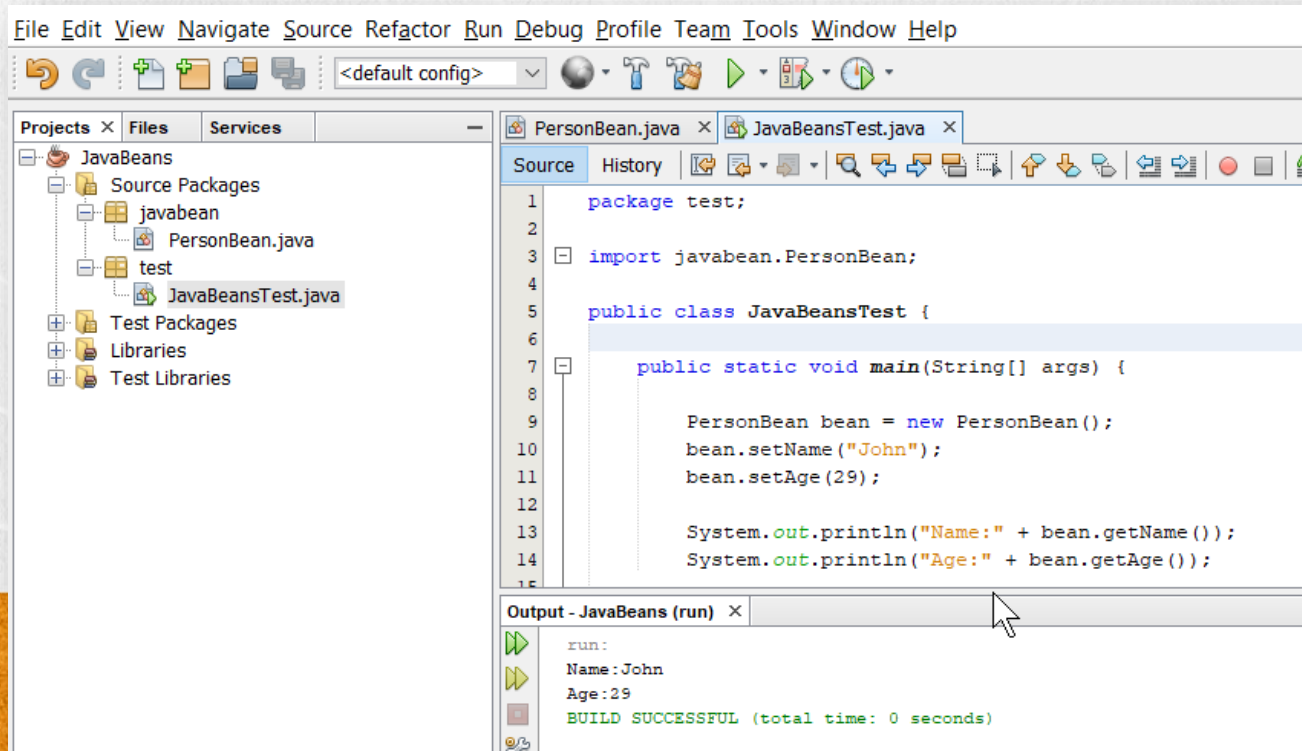 File Edit View Navigate Source Refactor Run Debug Profile Team Tools Window Help
<default config>
Projects × Files Services
JavaBeans
Source Packages
javabean
PersonBean.java
test
JavaBeansTest.java
Test Packages
Libraries
Test Libraries
PersonBean.java × JavaBeansTest.java ×
Source History
1 package test;
2
3 import javabean.PersonBean;
4
5 public class JavaBeansTest {
6
7 public static void main(String[] args) {
8
9 PersonBean bean = new PersonBean();
10 bean.setName("John");
11 bean.setAge(29);
12
13 System.out.println("Name:" + bean.getName());
14 System.out.println("Age:" + bean.getAge());
15
Output - JavaBeans (run) ×
run:
Name:John
Age:29
BUILD SUCCESSFUL (total time: 0 seconds)